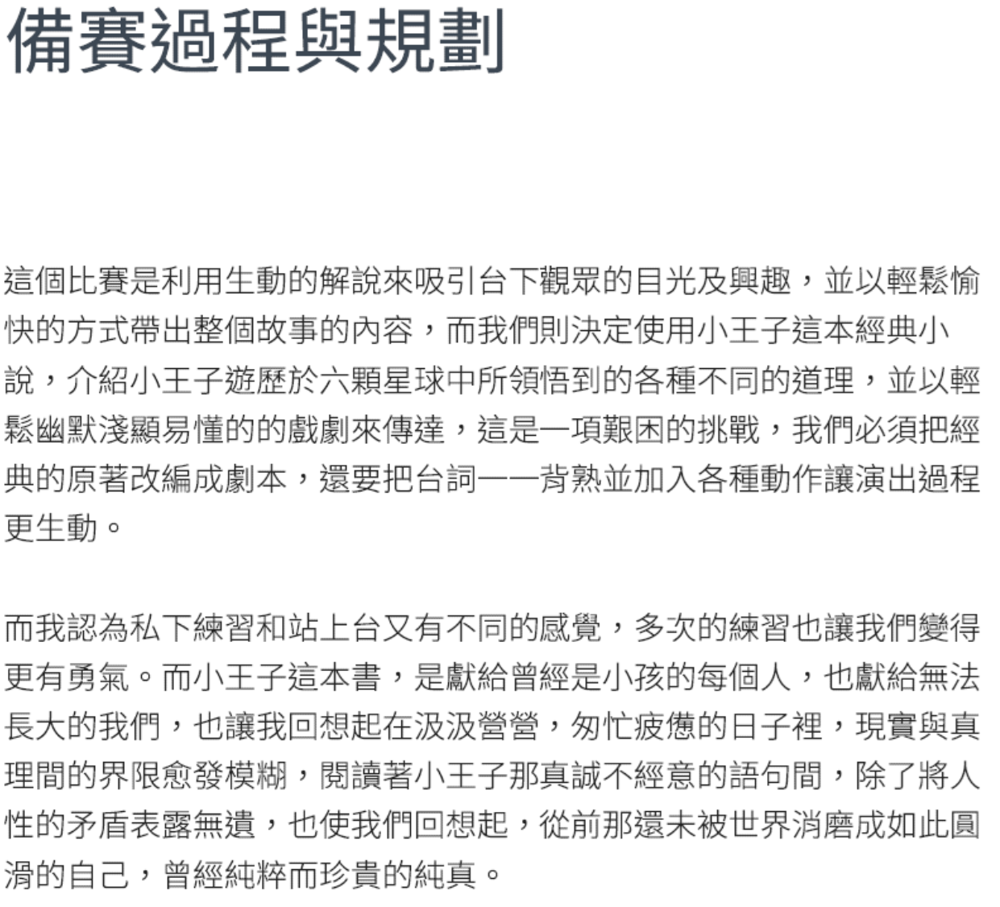 備賽過程與規劃
這個比賽是利用生動的解說來吸引台下觀眾的目光及興趣，並以輕鬆愉
快的方式帶出整個故事的內容，而我們則決定使用小王子這本經典小
說，介紹小王子遊歷於六顆星球中所領悟到的各種不同的道理，並以輕
鬆幽默淺顯易懂的的戲劇來傳達，這是一項艱困的挑戰，我們必須把經
典的原著改編成劇本，還要把台詞一一背熟並加入各種動作讓演出過程
更生動。
而我認為私下練習和站上台又有不同的感覺，多次的練習也讓我們變得
更有勇氣。而小王子這本書，是獻給曾經是小孩的每個人，也獻給無法
長大的我們，也讓我回想起在汲汲營營，匆忙疲憊的日子裡，現實與真
理間的界限愈發模糊，閱讀著小王子那真誠不經意的語句間，除了將人
性的矛盾表露無遺，也使我們回想起，從前那還未被世界消磨成如此圓
滑的自己，曾經純粹而珍貴的純真。